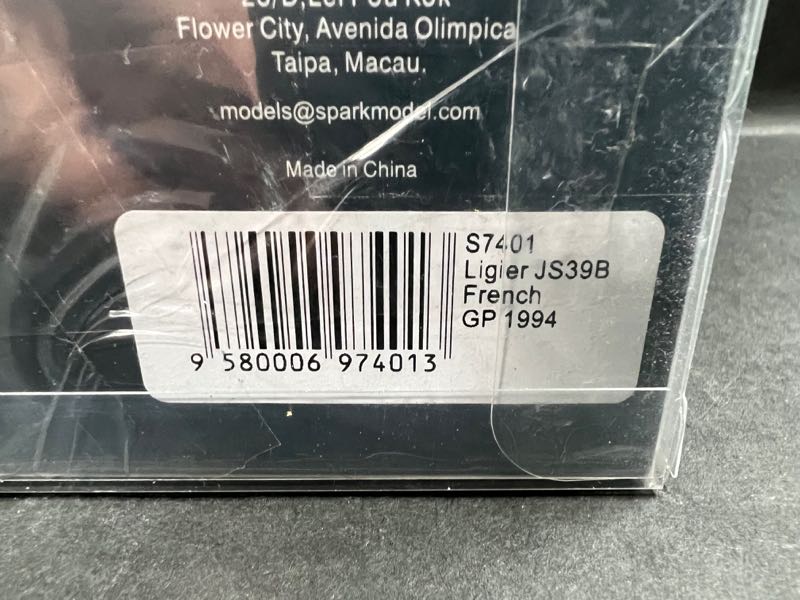 Flower City, Avenida Olimpica
Taipa, Macau.
models@sparkmodel.com
Made in China
S7401
Ligier JS39B
French
GP 1994
9 580006 974013